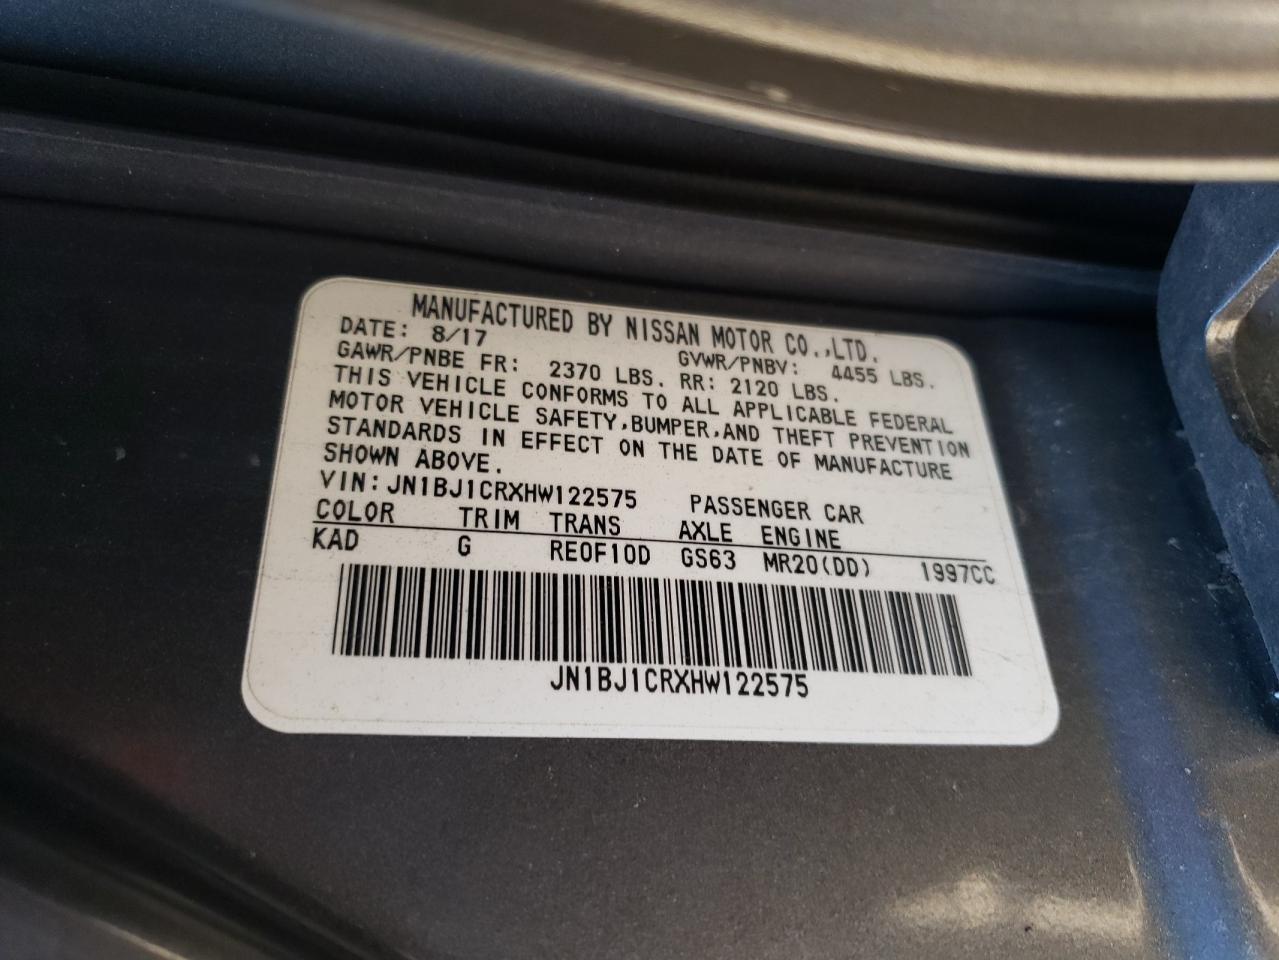 MANUFACTURED BY NISSAN MOTOR CO.,LTD.
DATE: 8/17 GVWR/PNBV: 4455 LBS.
GAWR/PNBE FR: 2370 LBS. RR: 2120 LBS.
THIS VEHICLE CONFORMS TO ALL APPLICABLE FEDERAL
MOTOR VEHICLE SAFETY,BUMPER,AND THEFT PREVENTION
STANDARDS IN EFFECT ON THE DATE OF MANUFACTURE
SHOWN ABOVE.
VIN: JN1BJ1CRXHW122575 PASSENGER CAR
COLOR TRIM TRANS AXLE ENGINE
KAD G RE0F10D GS63 MR20(DD) 1997CC
JN1BJ1CRXHW122575